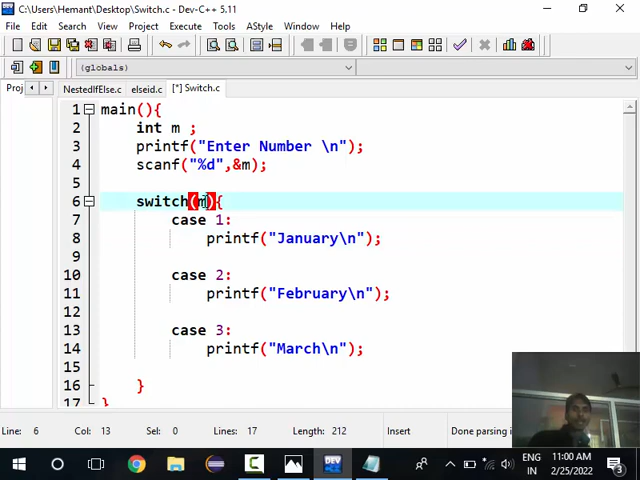 C:\Users\Hemant\Desktop\Switch.c - Dev-C++ 5.11
File Edit Search View Project Execute Tools AStyle Window Help
(globals)
Proj NestedIfElse.c elseid.c [*] Switch.c
1 main(){
2 int m ;
3 printf("Enter Number \n");
4 scanf("%d",&m);
5
6 switch(m){
7 case 1:
8 printf("January\n");
9
10 case 2:
11 printf("February\n");
12
13 case 3:
14 printf("March\n");
15
16 }
17 }
Line: 6 Col: 13 Sel: 0 Lines: 17 Length: 212 Insert Done parsing i
DEV
ENG 11:00 AM
IN 2/25/2022
3